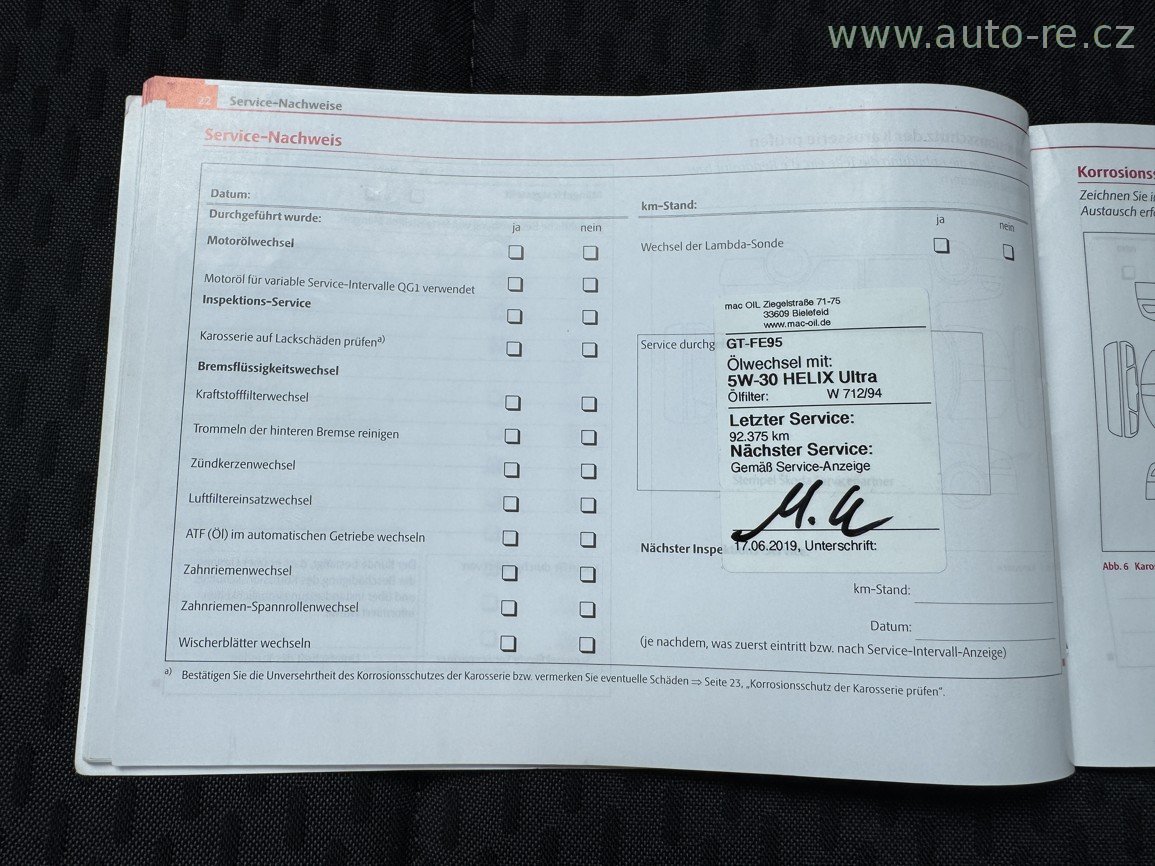 www.auto-re.cz
22 Service-Nachweise
Service-Nachweis
Datum:
km-Stand:
Durchgeführt wurde:
ja nein
ja nein
Motorölwechsel
Wechsel der Lambda-Sonde
Motoröl für variable Service-Intervalle QG1 verwendet
Inspektions-Service
Karosserie auf Lackschäden prüfen a)
Bremsflüssigkeitswechsel
Kraftstofffilterwechsel
Trommeln der hinteren Bremse reinigen
Zündkerzenwechsel
Luftfiltereinsatzwechsel
ATF (Öl) im automatischen Getriebe wechseln
Zahnriemenwechsel
Zahnriemen-Spannrollenwechsel
Wischerblätter wechseln
Service durchg
mac OIL Ziegelstraße 71-75
33609 Bielefeld
www.mac-oil.de
GT-FE95
Ölwechsel mit:
5W-30 HELIX Ultra
Ölfilter: W 712/94
Letzter Service:
92.375 km
Nächster Service:
Gemäß Service-Anzeige
17.06.2019, Unterschrift:
Nächster Inspe
km-Stand:
Datum:
(je nachdem, was zuerst eintritt bzw. nach Service-Intervall-Anzeige)
a) Bestätigen Sie die Unversehrtheit des Korrosionsschutzes der Karosserie bzw. vermerken Sie eventuelle Schäden ⇒ Seite 23, „Korrosionsschutz der Karosserie prüfen“.
Korrosions
Zeichnen Sie
Austausch erf
Abb. 6 Karo